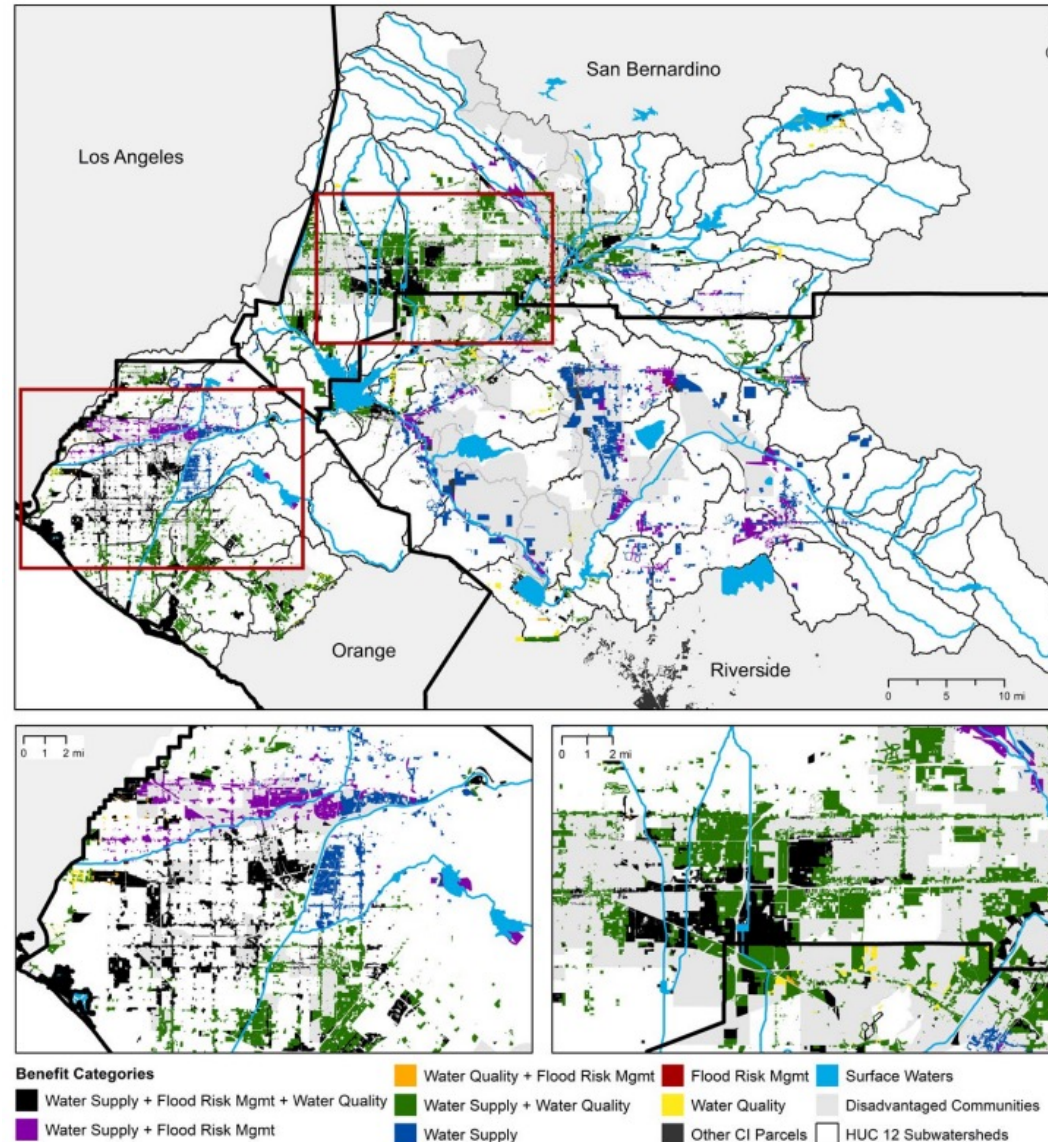 San Bernardino
Los Angeles
Orange
Riverside
0 5 10 mi
0 1 2 mi
0 1 2 mi
Benefit Categories
Water Supply + Flood Risk Mgmt + Water Quality
Water Supply + Flood Risk Mgmt
Water Quality + Flood Risk Mgmt
Water Supply + Water Quality
Water Supply
Flood Risk Mgmt
Water Quality
Other CI Parcels
Surface Waters
Disadvantaged Communities
HUC 12 Subwatersheds